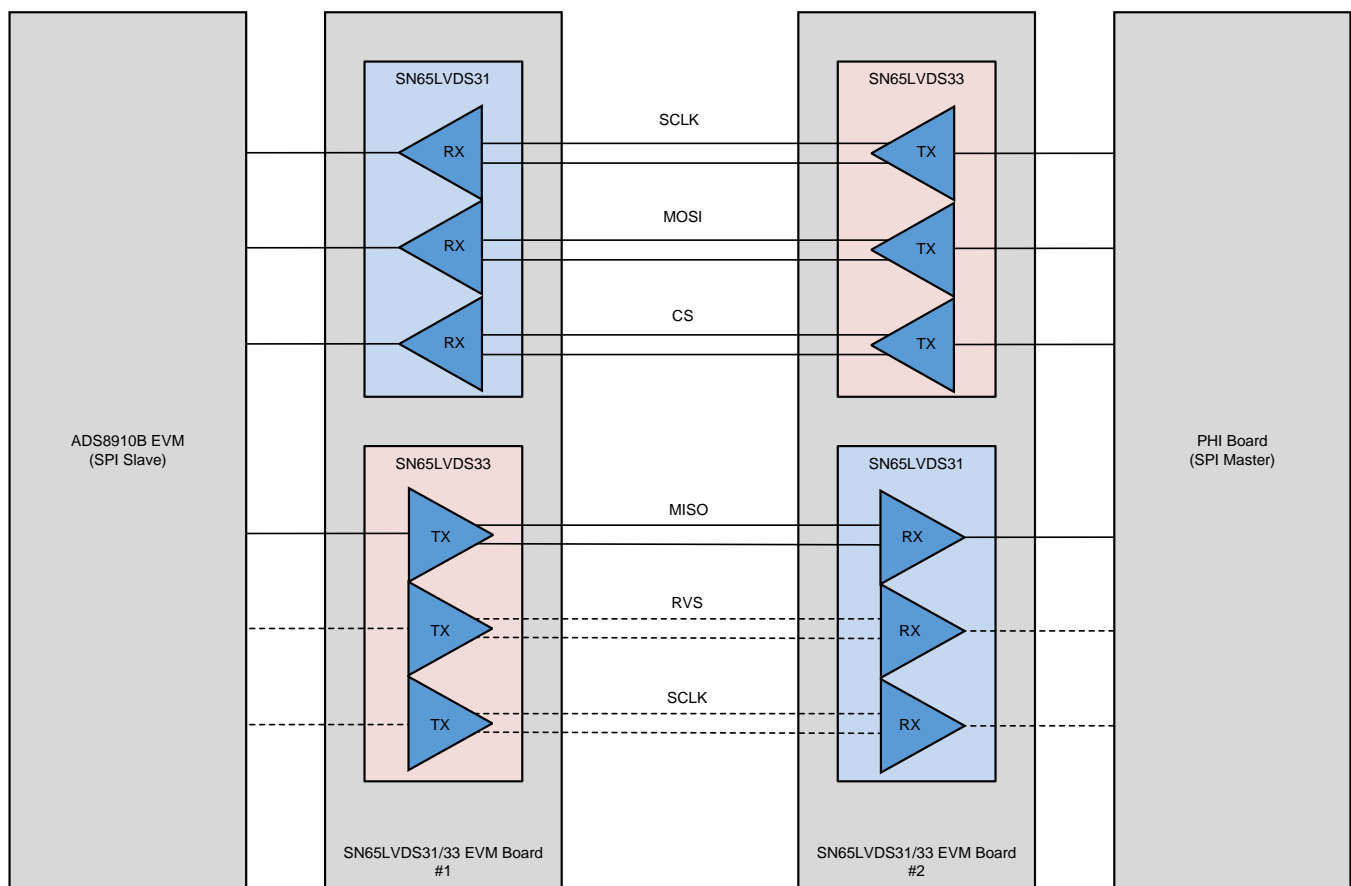 SN65LVDS31
SN65LVDS33
SCLK
RX
TX
MOSI
RX
TX
CS
RX
TX
ADS8910B EVM
(SPI Slave)
PHI Board
(SPI Master)
SN65LVDS33
SN65LVDS31
MISO
TX
RX
RVS
TX
RX
SCLK
TX
RX
SN65LVDS31/33 EVM Board
#1
SN65LVDS31/33 EVM Board
#2